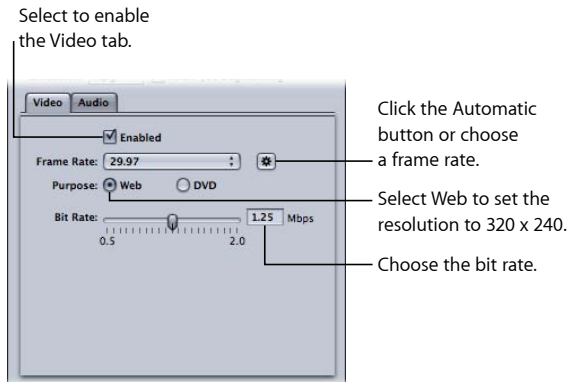 Select to enable
the Video tab.
Video
Audio
Enabled
Frame Rate: 29.97
Purpose: Web DVD
Bit Rate: 1.25 Mbps
0.5 2.0
Click the Automatic
button or choose
a frame rate.
Select Web to set the
resolution to 320 x 240.
Choose the bit rate.